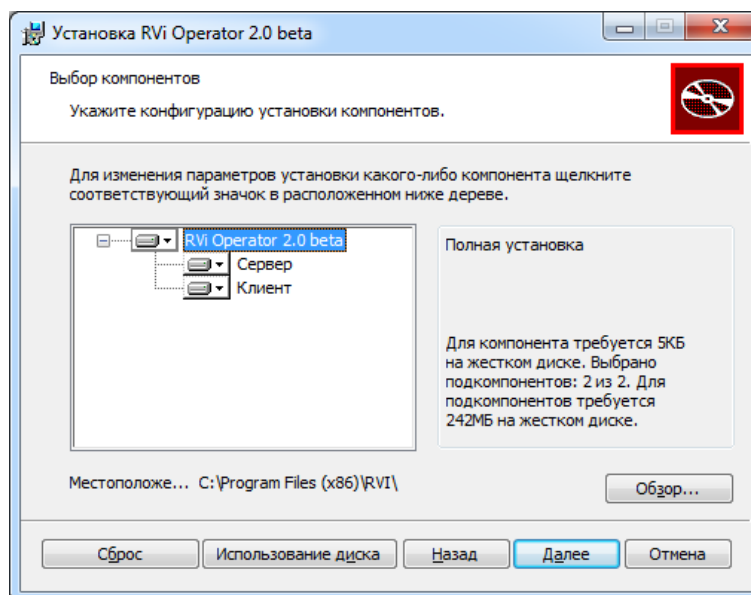 Установка RVi Operator 2.0 beta
Выбор компонентов
Укажите конфигурацию установки компонентов.
Для изменения параметров установки какого-либо компонента щелкните
соответствующий значок в расположенном ниже дереве.
RVi Operator 2.0 beta
Сервер
Клиент
Полная установка
Для компонента требуется 5КБ
на жестком диске. Выбрано
подкомпонентов: 2 из 2. Для
подкомпонентов требуется
242МБ на жестком диске.
Местоположе... C:\Program Files (x86)\RVI\
Обзор...
Сброс Использование диска Назад Далее Отмена